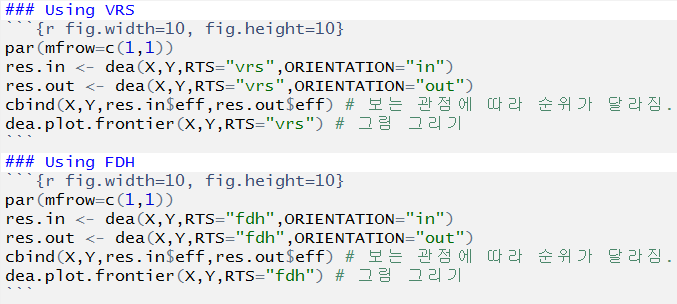 ### Using VRS
```{r fig.width=10, fig.height=10}
par(mfrow=c(1,1))
res.in <- dea(X,Y,RTS="vrs",ORIENTATION="in")
res.out <- dea(X,Y,RTS="vrs",ORIENTATION="out")
cbind(X,Y,res.in$eff,res.out$eff) # 보는 관점에 따라 순위가 달라짐.
dea.plot.frontier(X,Y,RTS="vrs") # 그림 그리기
```
### Using FDH
```{r fig.width=10, fig.height=10}
par(mfrow=c(1,1))
res.in <- dea(X,Y,RTS="fdh",ORIENTATION="in")
res.out <- dea(X,Y,RTS="fdh",ORIENTATION="out")
cbind(X,Y,res.in$eff,res.out$eff) # 보는 관점에 따라 순위가 달라짐.
dea.plot.frontier(X,Y,RTS="fdh") # 그림 그리기
```